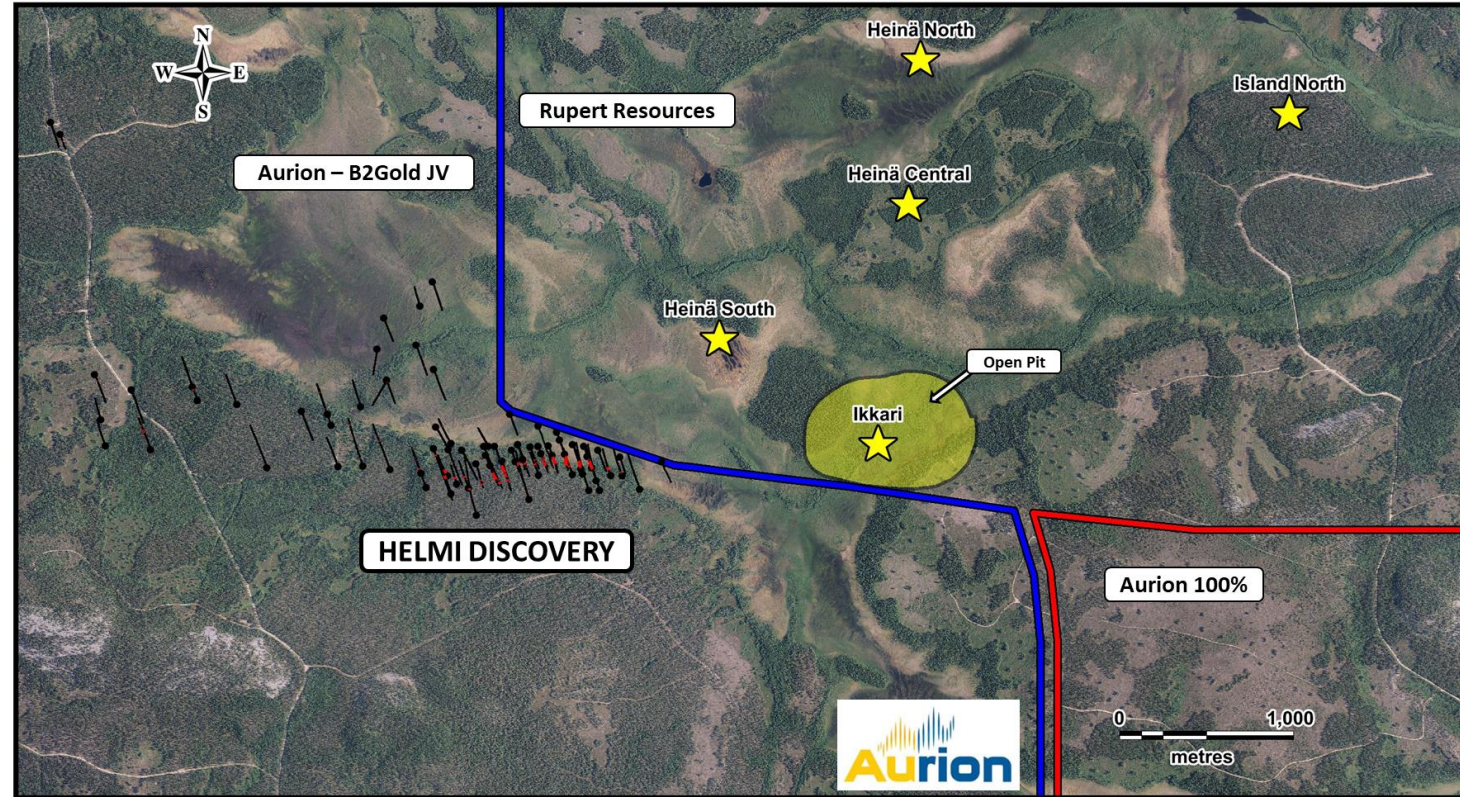 N
W E
S
Heinä North
Island North
Rupert Resources
Aurion – B2Gold JV
Heinä Central
Heinä South
Open Pit
Ikkari
HELMI DISCOVERY
Aurion 100%
0 1,000
metres
Aurion